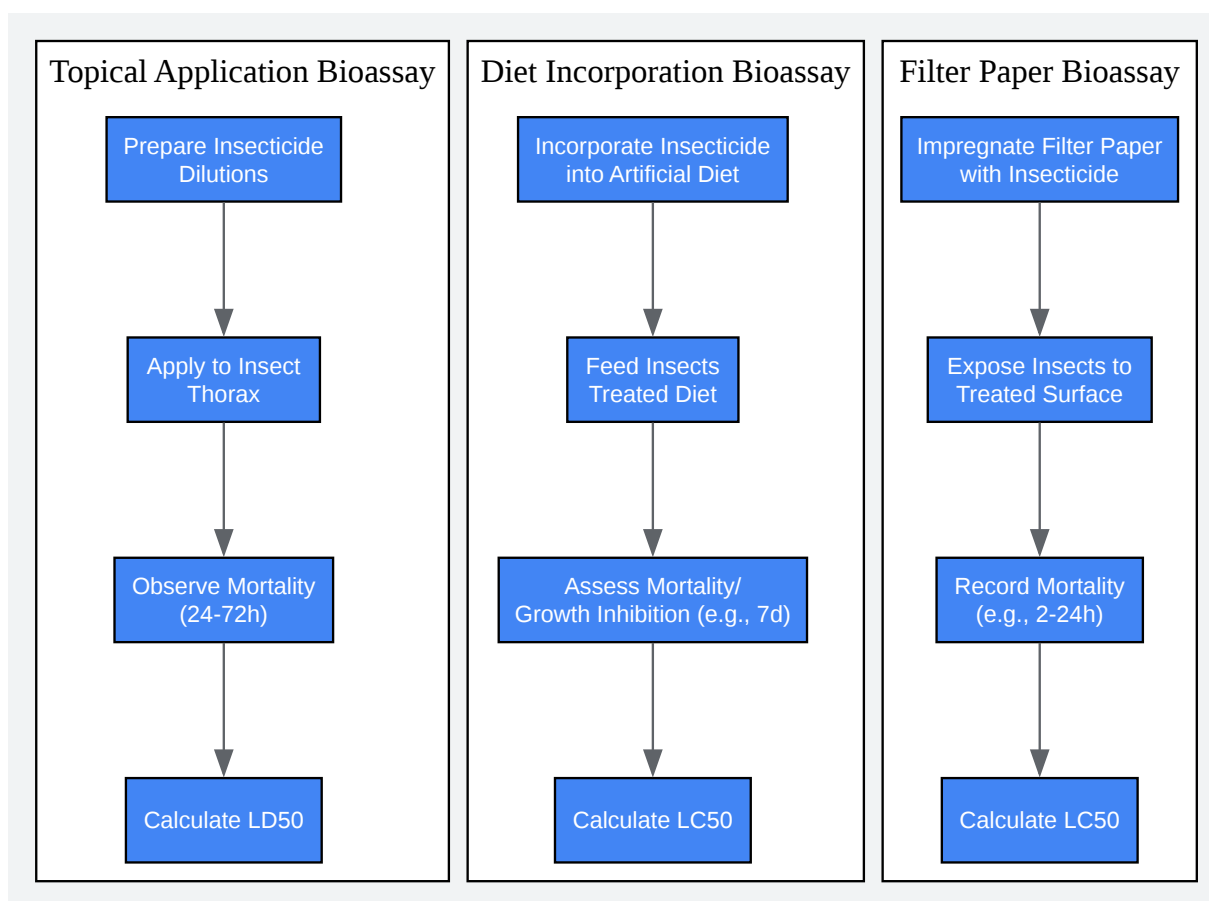 Topical Application Bioassay
Prepare Insecticide
Dilutions
Apply to Insect
Thorax
Observe Mortality
(24-72h)
Calculate LD50
Diet Incorporation Bioassay
Incorporate Insecticide
into Artificial Diet
Feed Insects
Treated Diet
Assess Mortality/
Growth Inhibition (e.g., 7d)
Calculate LC50
Filter Paper Bioassay
Impregnate Filter Paper
with Insecticide
Expose Insects to
Treated Surface
Record Mortality
(e.g., 2-24h)
Calculate LC50